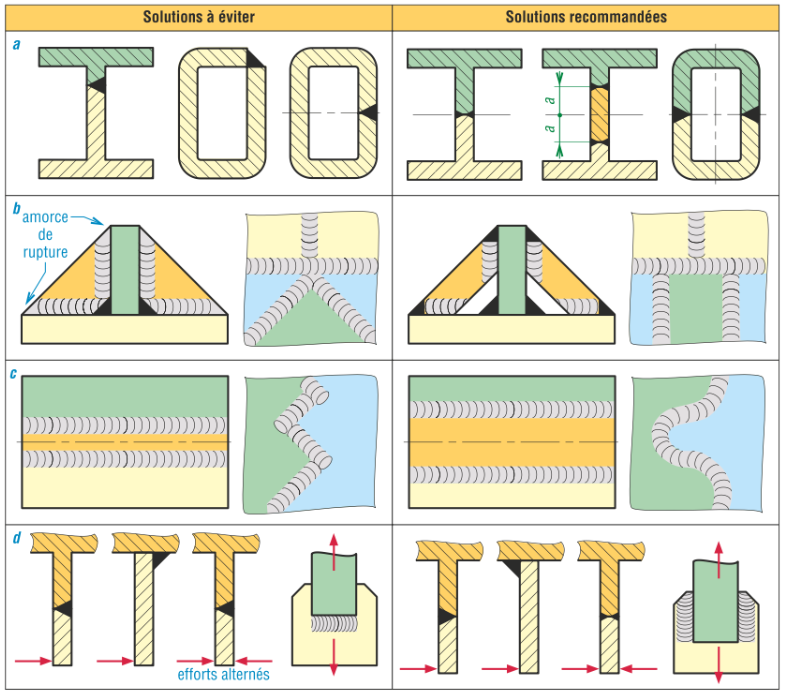 Solutions à éviter
Solutions recommandées
a
a
a
b
amorce
de
rupture
c
d
efforts alternés